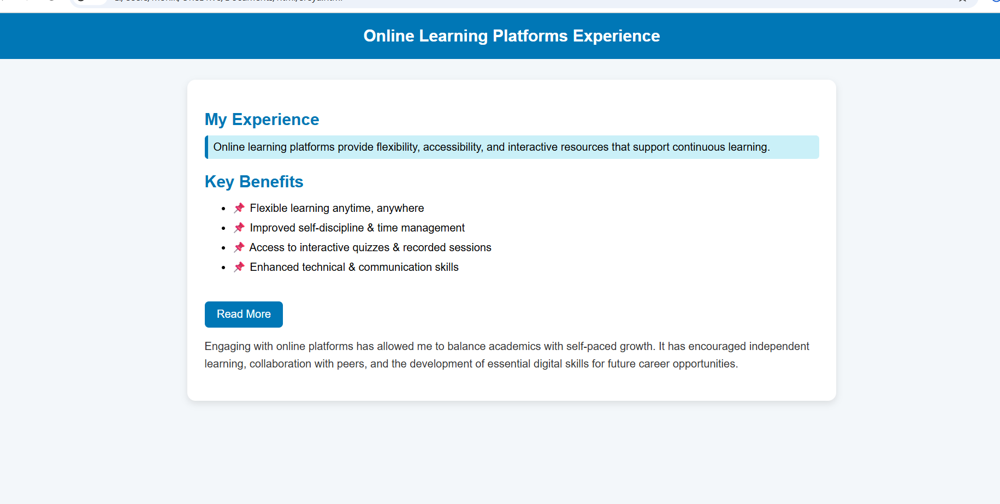 Online Learning Platforms Experience
My Experience
Online learning platforms provide flexibility, accessibility, and interactive resources that support continuous learning.
Key Benefits
Flexible learning anytime, anywhere
Improved self-discipline & time management
Access to interactive quizzes & recorded sessions
Enhanced technical & communication skills
Read More
Engaging with online platforms has allowed me to balance academics with self-paced growth. It has encouraged independent
learning, collaboration with peers, and the development of essential digital skills for future career opportunities.